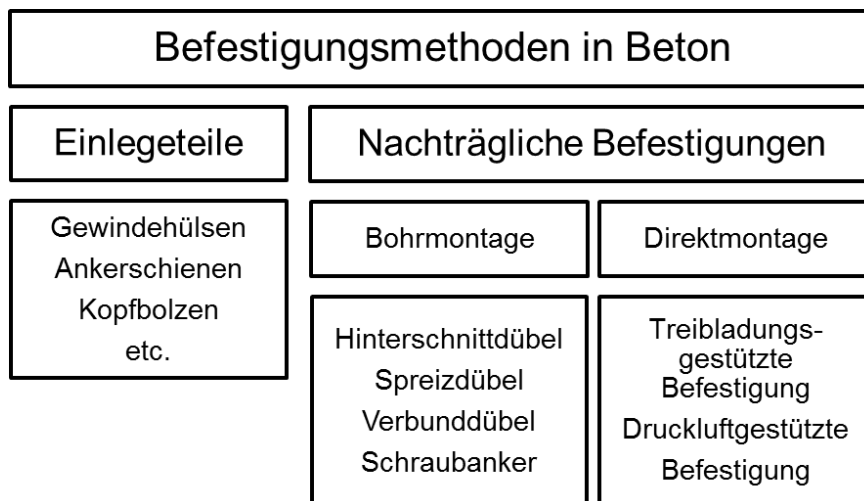 Befestigungsmethoden in Beton
Einlegeteile
Nachträgliche Befestigungen
Gewindehülsen
Ankerschienen
Kopfbolzen
etc.
Bohrmontage
Direktmontage
Hinterschnittdübel
Spreizdübel
Verbunddübel
Schraubanker
Treibladungs-
gestützte
Befestigung
Druckluftgestützte
Befestigung